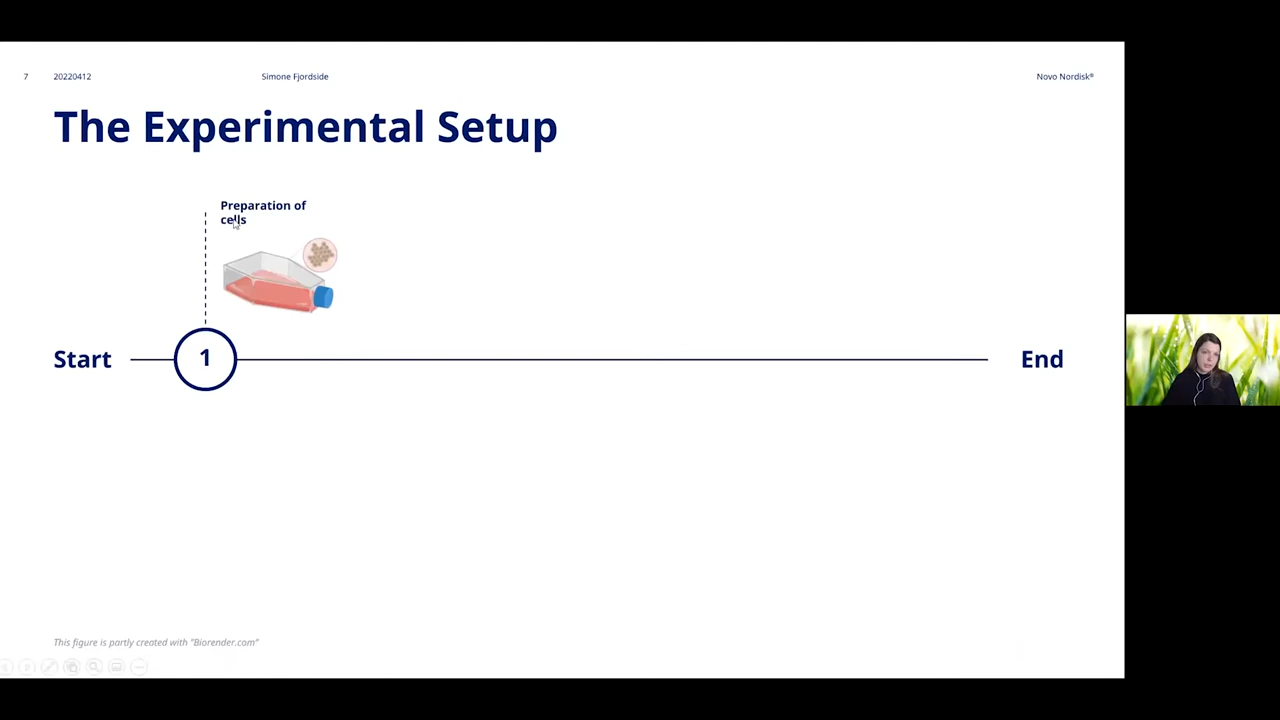 7 20220412 Simone Fjordside Novo Nordisk®
The Experimental Setup
Preparation of
cells
Start 1 End
This figure is partly created with "Biorender.com"